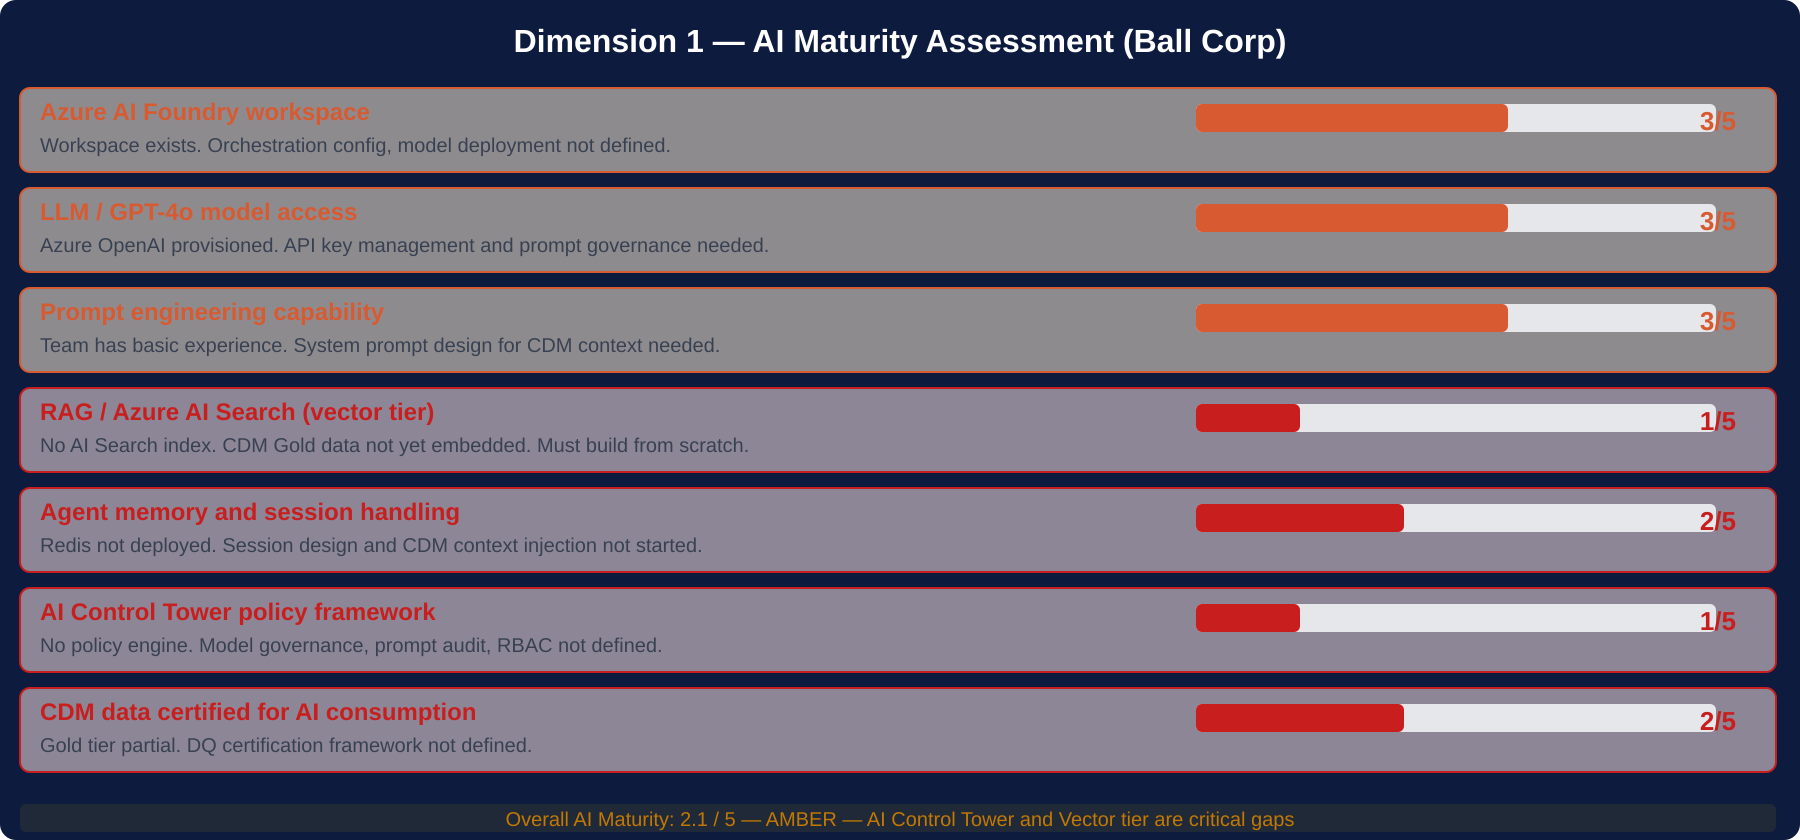 Dimension 1 — AI Maturity Assessment (Ball Corp)
Azure AI Foundry workspace
3/5
Workspace exists. Orchestration config, model deployment not defined.
LLM / GPT-4o model access
3/5
Azure OpenAI provisioned. API key management and prompt governance needed.
Prompt engineering capability
3/5
Team has basic experience. System prompt design for CDM context needed.
RAG / Azure AI Search (vector tier)
1/5
No AI Search index. CDM Gold data not yet embedded. Must build from scratch.
Agent memory and session handling
2/5
Redis not deployed. Session design and CDM context injection not started.
AI Control Tower policy framework
1/5
No policy engine. Model governance, prompt audit, RBAC not defined.
CDM data certified for AI consumption
2/5
Gold tier partial. DQ certification framework not defined.
Overall AI Maturity: 2.1 / 5 — AMBER — AI Control Tower and Vector tier are critical gaps